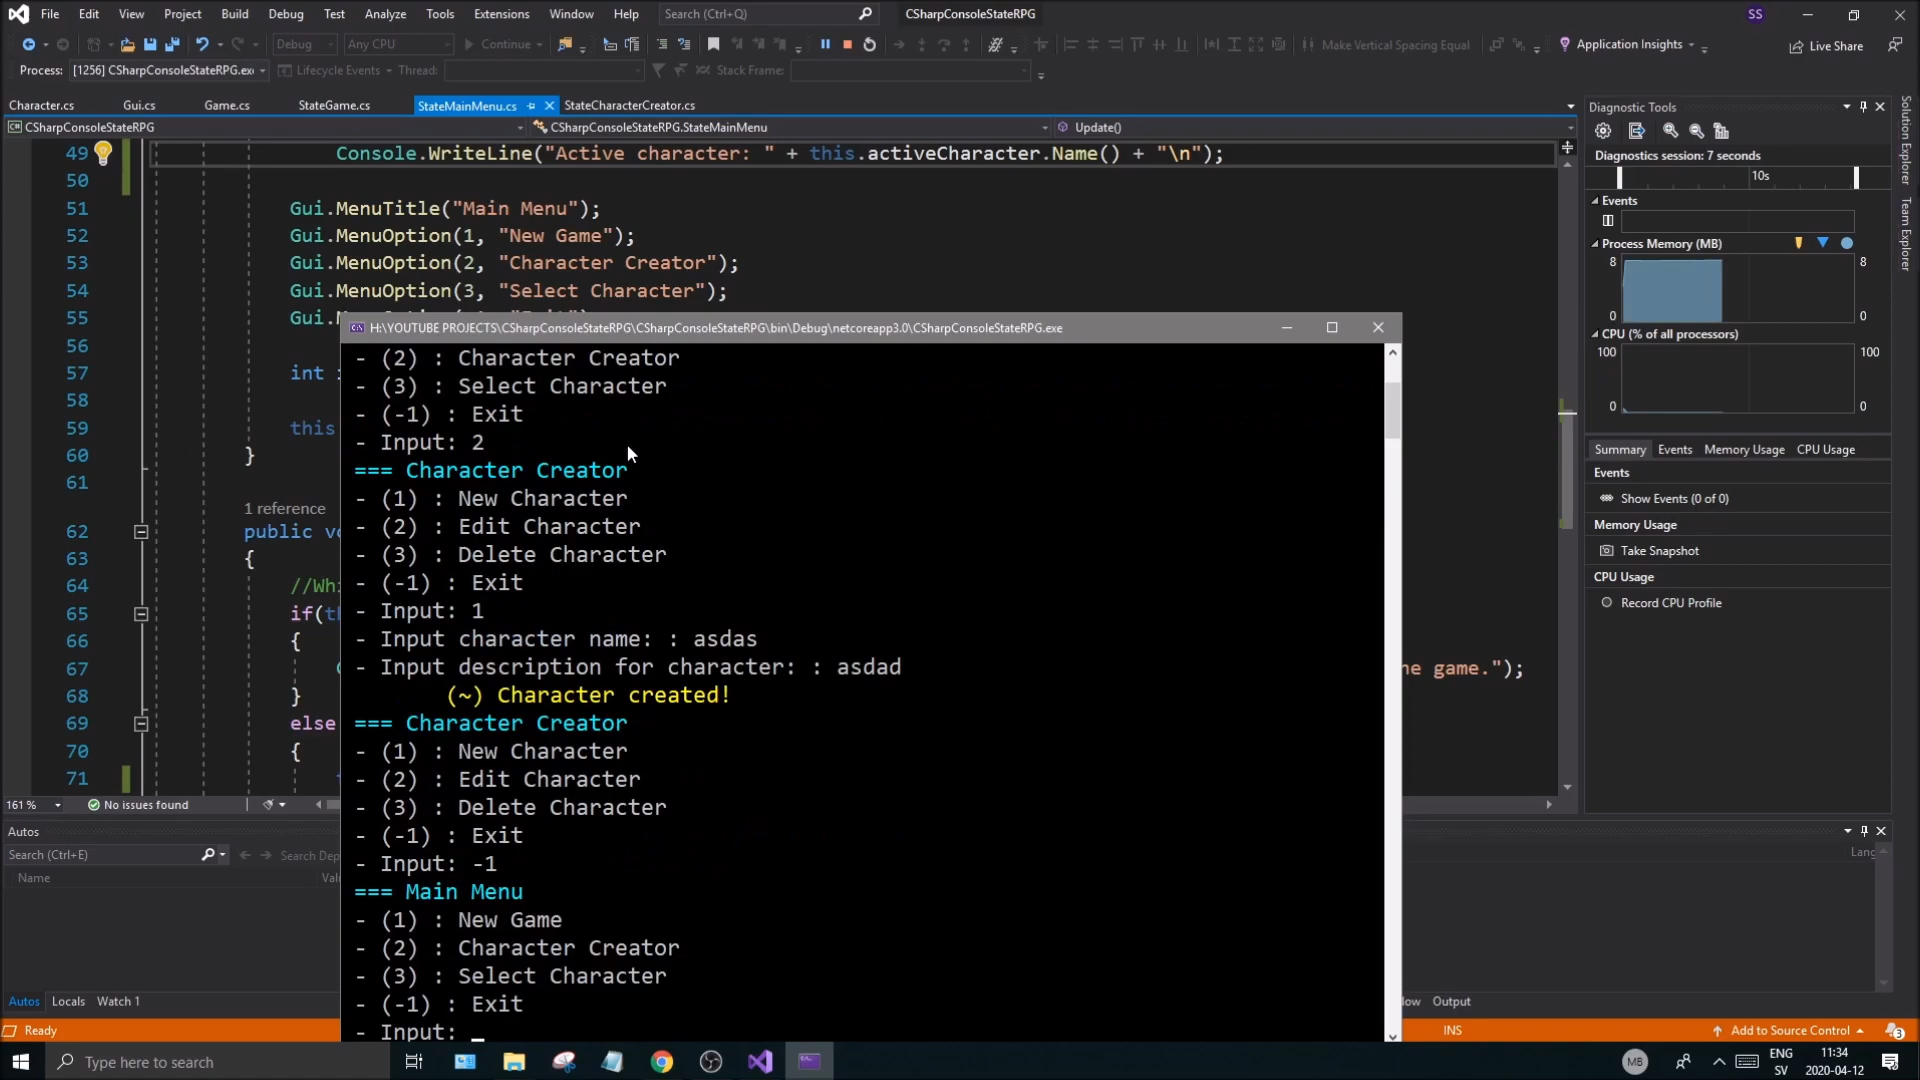 File Edit View Project Build Debug Test Analyze Tools Extensions Window Help Search (Ctrl+Q) CSharpConsoleStateRPG SS
Debug Any CPU Continue Make Vertical Spacing Equal Application Insights Live Share
Process: [1256] CSharpConsoleStateRPG.exe Lifecycle Events Thread: Stack Frame:
Character.cs Gui.cs Game.cs StateGame.cs StateMainMenu.cs StateCharacterCreator.cs
CSharpConsoleStateRPG CSharpConsoleStateRPG.StateMainMenu Update()
49 Console.WriteLine("Active character: " + this.activeCharacter.Name() + "\n");
50
51 Gui.MenuTitle("Main Menu");
52 Gui.MenuOption(1, "New Game");
53 Gui.MenuOption(2, "Character Creator");
54 Gui.MenuOption(3, "Select Character");
55
56
57 int
58
59 this
60 }
61
1 reference
62 public
63 {
64
65
66 {
67 game.");
68 }
69 else
70 {
71
161 % No issues found
H:\YOUTUBE PROJECTS\CSharpConsoleStateRPG\CSharpConsoleStateRPG\bin\Debug\netcoreapp3.0\CSharpConsoleStateRPG.exe
- (2) : Character Creator
- (3) : Select Character
- (-1) : Exit
- Input: 2
=== Character Creator
- (1) : New Character
- (2) : Edit Character
- (3) : Delete Character
- (-1) : Exit
- Input: 1
- Input character name: : asdas
- Input description for character: : asdad
(~) Character created!
=== Character Creator
- (1) : New Character
- (2) : Edit Character
- (3) : Delete Character
- (-1) : Exit
- Input: -1
=== Main Menu
- (1) : New Game
- (2) : Character Creator
- (3) : Select Character
- (-1) : Exit
- Input:
Diagnostic Tools
Diagnostics session: 7 seconds
10s
Events
Process Memory (MB)
8 8
0 0
CPU (% of all processors)
100 100
0 0
Summary Events Memory Usage CPU Usage
Events
Show Events (0 of 0)
Memory Usage
Take Snapshot
CPU Usage
Record CPU Profile
Solution Explorer
Team Explorer
Autos
Search (Ctrl+E) Search
Name
Lang
Autos Locals Watch 1
Output
Ready
INS Add to Source Control 3
Type here to search
MB ENG 11:34
SV 2020-04-12